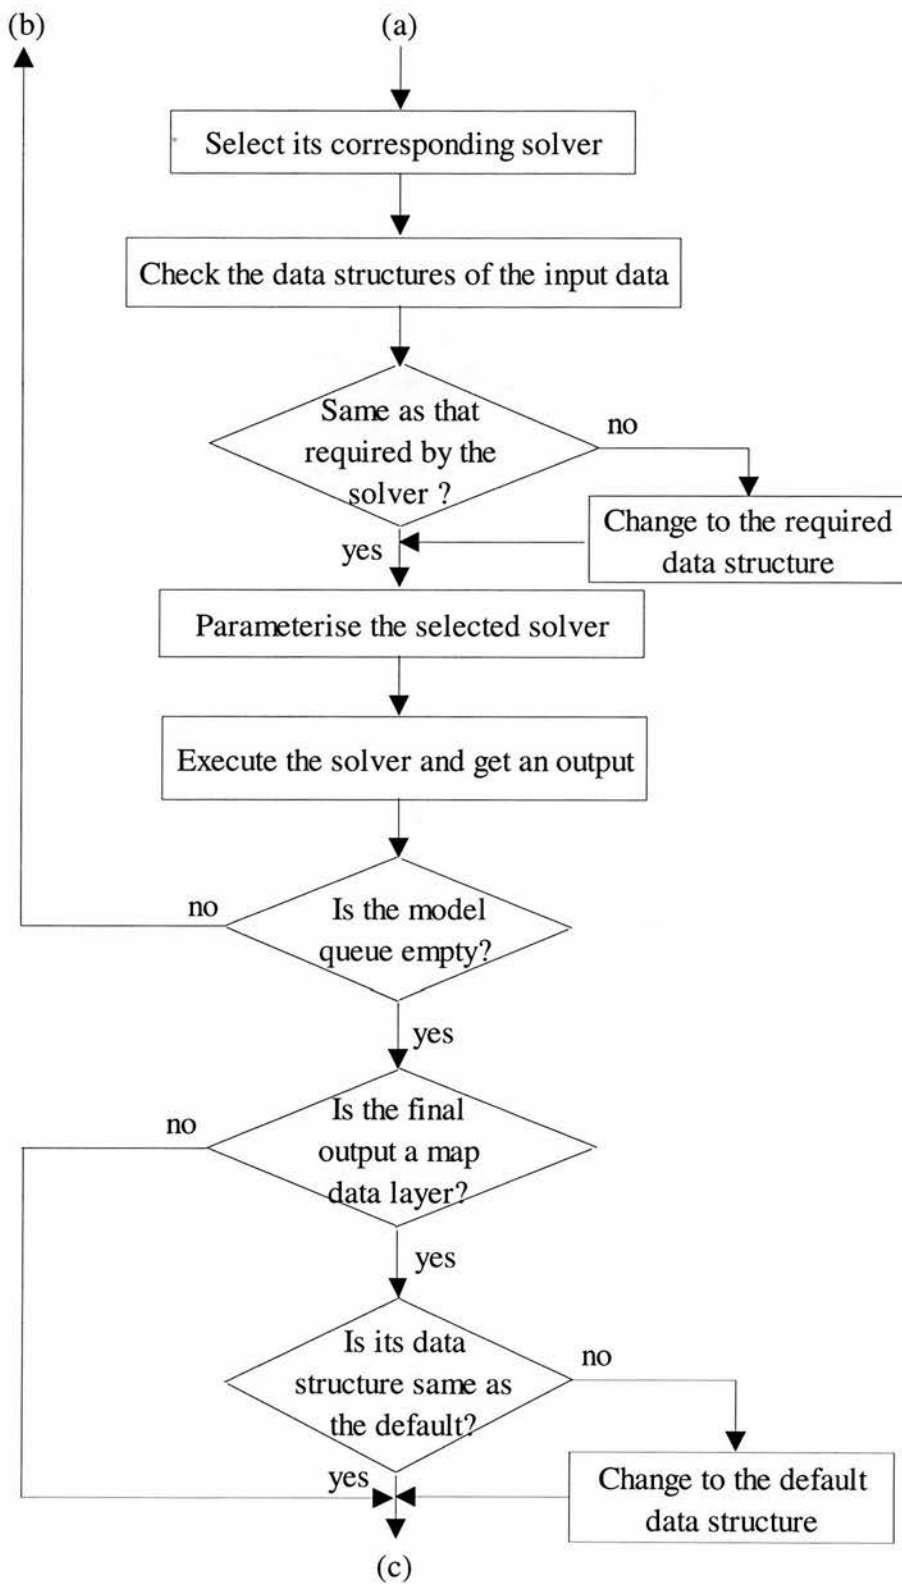 (b)
(a)
Select its corresponding solver
Check the data structures of the input data
Same as that
required by the
solver ?
no
Change to the required
data structure
yes
Parameterise the selected solver
Execute the solver and get an output
no
Is the model
queue empty?
yes
no
Is the final
output a map
data layer?
yes
Is its data
structure same as
the default?
no
yes
Change to the default
data structure
(c)